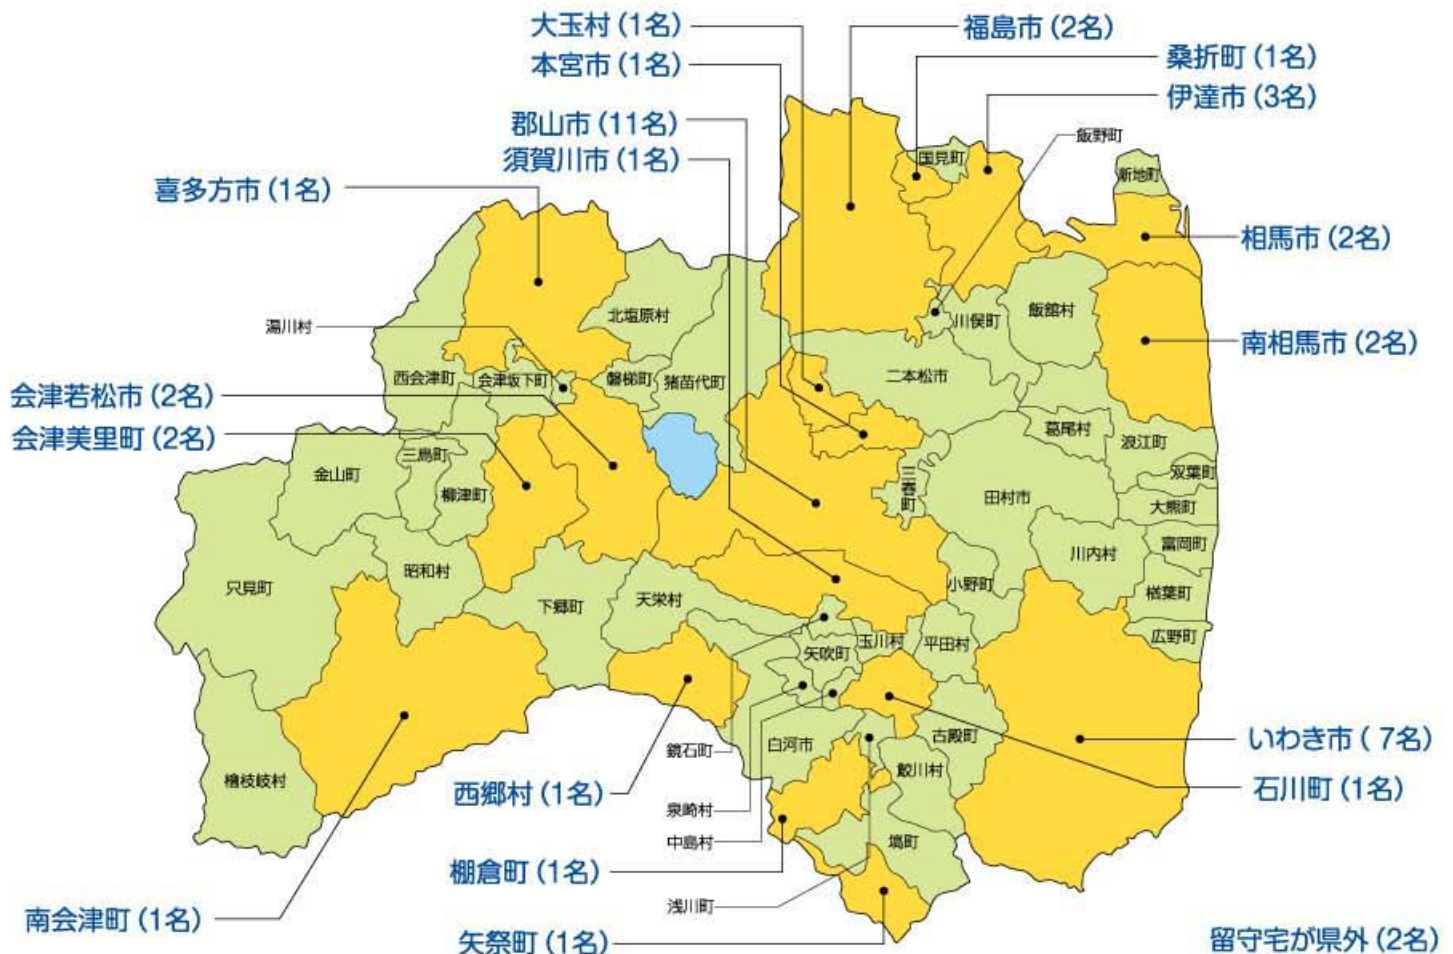 大玉村 (1名)
福島市 (2名)
本宮市 (1名)
桑折町 (1名)
伊達市 (3名)
郡山市 (11名)
飯野町
須賀川市 (1名)
国見町
新地町
喜多方市 (1名)
相馬市 (2名)
北塩原村
川俣町
飯舘村
湯川村
南相馬市 (2名)
西会津町
会津坂下町
磐梯町
猪苗代町
二本松市
会津若松市 (2名)
会津美里町 (2名)
葛尾村
浪江町
三島町
金山町
柳津町
三春町
田村市
双葉町
大熊町
富岡町
川内村
昭和村
只見町
下郷町
天栄村
小野町
楢葉町
広野町
玉川村
平田村
矢吹町
古殿町
白河市
鏡石町
いわき市 ( 7名)
鮫川村
檜枝岐村
西郷村 (1名)
石川町 (1名)
泉崎村
中島村
塙町
棚倉町 (1名)
浅川町
南会津町 (1名)
矢祭町 (1名)
留守宅が県外 (2名)